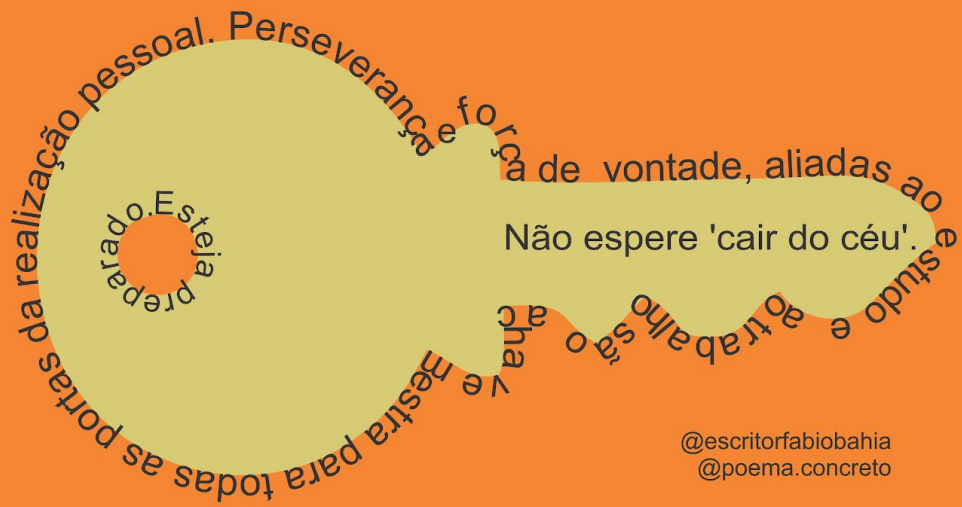 Perseverança e força de vontade, aliadas ao estudo e ao trabalho são a chave mestra para todas as portas da realização pessoal.
Esteja preparado.
Não espere 'cair do céu'.
@escritorfabiobahia
@poema.concreto